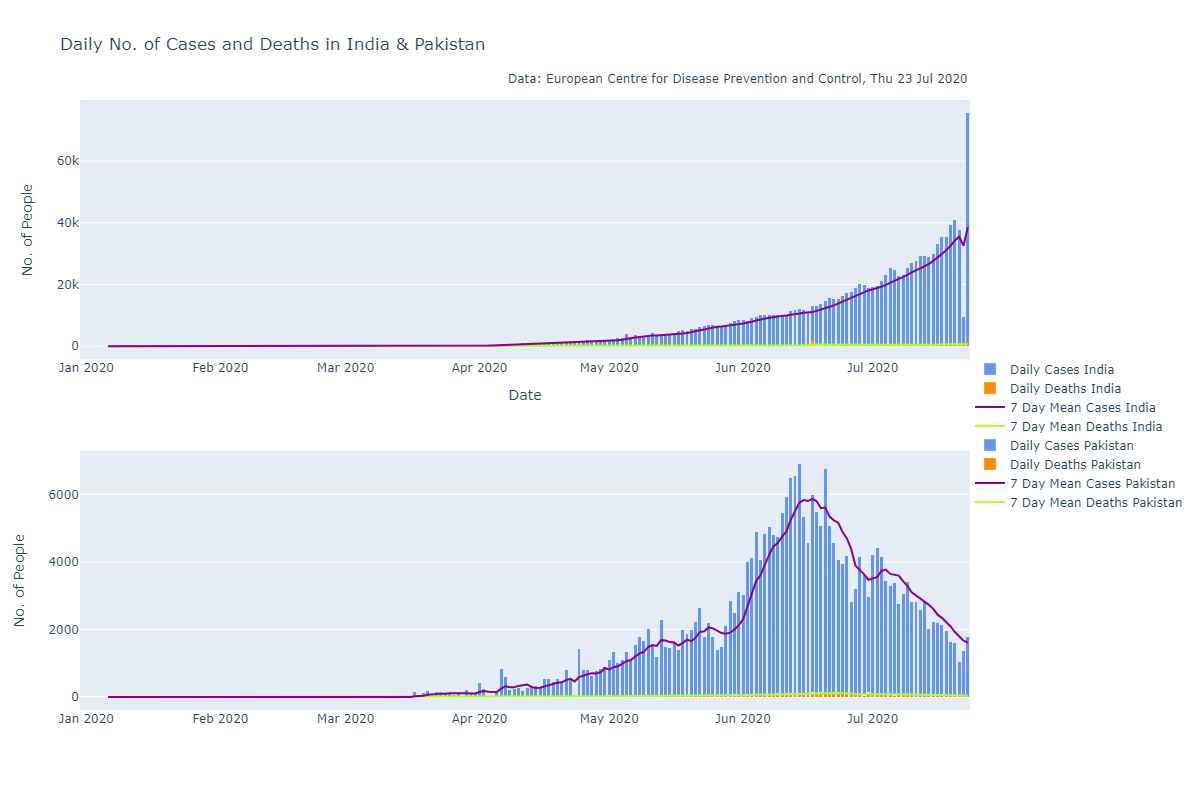 Daily No. of Cases and Deaths in India & Pakistan
Data: European Centre for Disease Prevention and Control, Thu 23 Jul 2020
No. of People
60k
40k
20k
0
Jan 2020 Feb 2020 Mar 2020 Apr 2020 May 2020 Jun 2020 Jul 2020
Date
Daily Cases India
Daily Deaths India
7 Day Mean Cases India
7 Day Mean Deaths India
Daily Cases Pakistan
Daily Deaths Pakistan
7 Day Mean Cases Pakistan
7 Day Mean Deaths Pakistan
No. of People
6000
4000
2000
0
Jan 2020 Feb 2020 Mar 2020 Apr 2020 May 2020 Jun 2020 Jul 2020